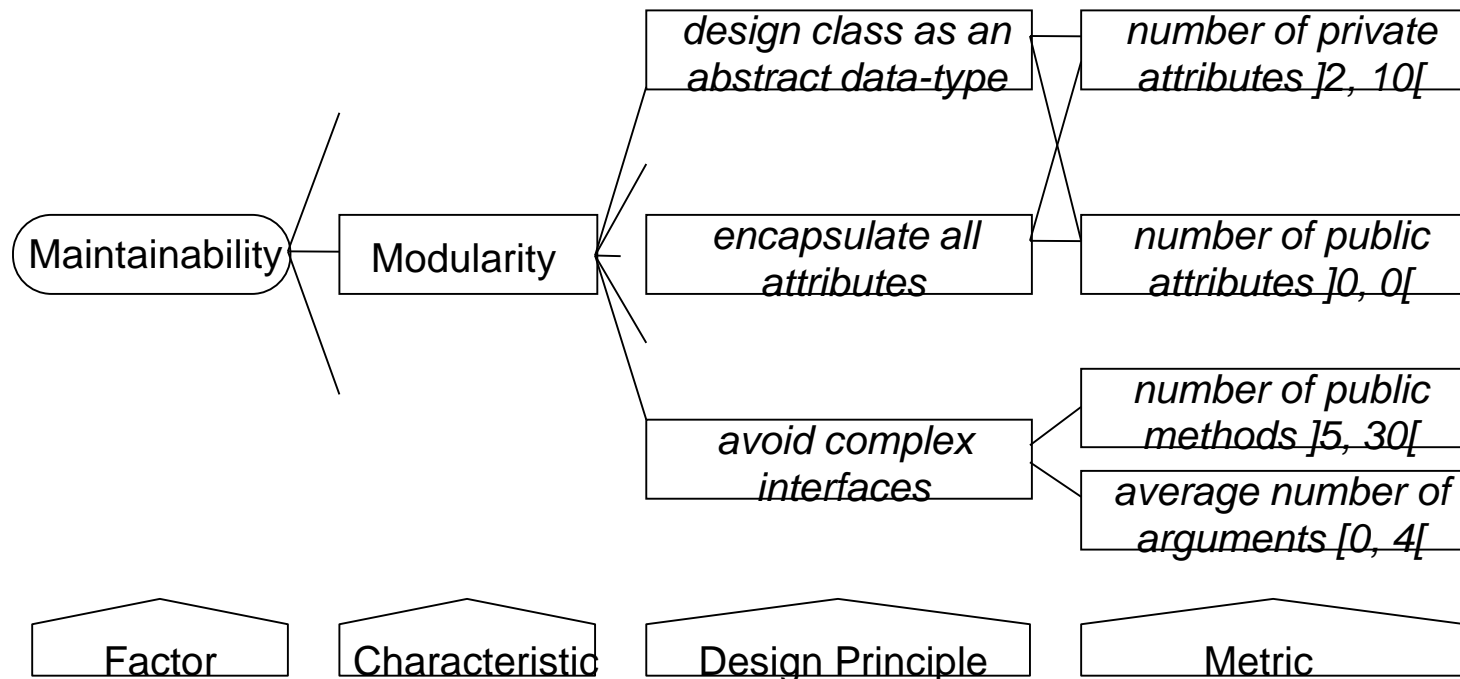 Maintainability
Modularity
design class as an
abstract data-type
encapsulate all
attributes
avoid complex
interfaces
number of private
attributes ]2, 10[
number of public
attributes ]0, 0[
number of public
methods ]5, 30[
average number of
arguments [0, 4[
Factor
Characteristic
Design Principle
Metric